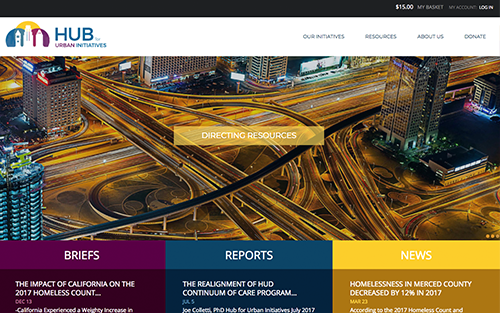 $15.00 MY BASKET MY ACCOUNT: LOG IN
HUB for
URBAN INITIATIVES
OUR INITIATIVES RESOURCES ABOUT US DONATE
DIRECTING RESOURCES
BRIEFS REPORTS NEWS
THE IMPACT OF CALIFORNIA ON THE
2017 HOMELESS COUNT...
DEC 13
-California Experienced a Weighty Increase in
THE REALIGNMENT OF HUD
CONTINUUM OF CARE PROGRAM...
JUL 5
Joe Colletti, PhD Hub for Urban Initiatives July 2017
HOMELESSNESS IN MERCED COUNTY
DECREASED BY 12% IN 2017
MAR 23
According to the 2017 Homeless Count and